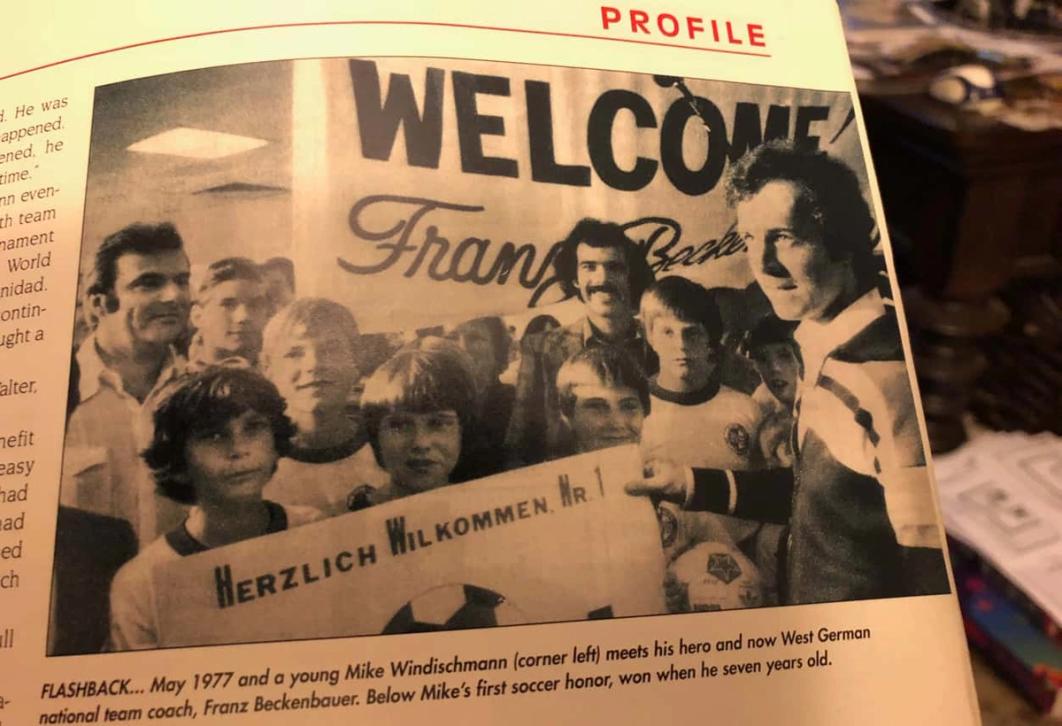 PROFILE
d. He was
appened.
ened, he
time."
nn even-
th team
nament
World
nidad.
ontin-
ught a
alter,
nefit
easy
had
ad
ed
ch
ull
a-
WELCOME!
Franz Becke
HERZLICH WILKOMMEN, NR. 1
FLASHBACK... May 1977 and a young Mike Windischmann (corner left) meets his hero and now West German
national team coach, Franz Beckenbauer. Below Mike's first soccer honor, won when he seven years old.